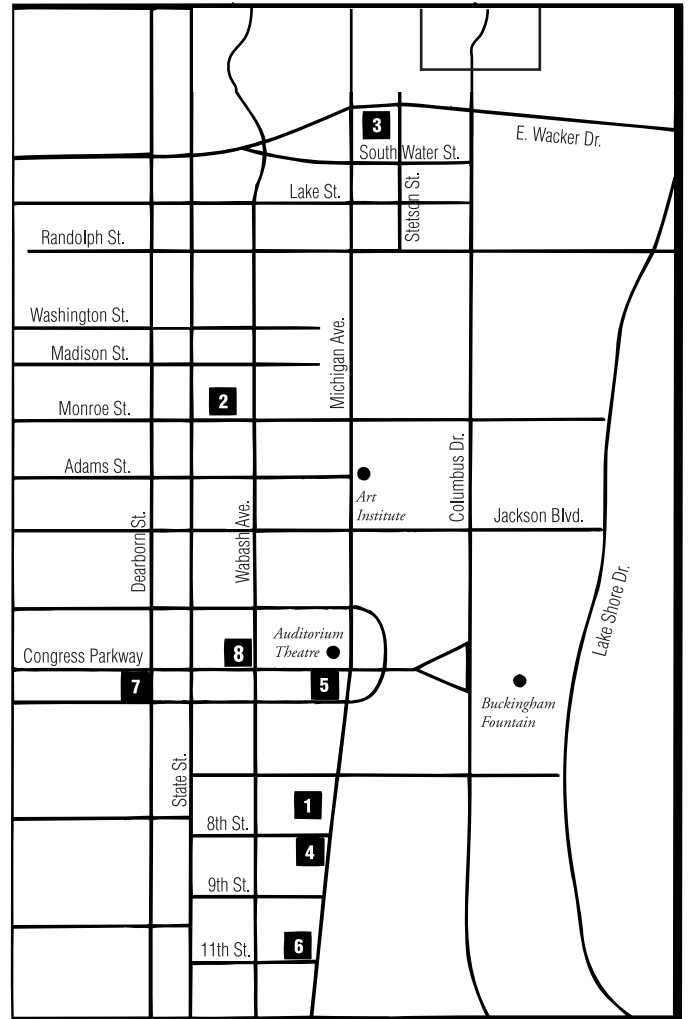 3
E. Wacker Dr.
South Water St.
Lake St.
Stetson St.
Randolph St.
Washington St.
Madison St.
Michigan Ave.
2
Monroe St.
Adams St.
Columbus Dr.
Art
Institute
Jackson Blvd.
Dearborn St.
Wabash Ave.
Lake Shore Dr.
Auditorium
Theatre
8
Congress Parkway
7
5
Buckingham
Fountain
State St.
1
8th St.
4
9th St.
6
11th St.